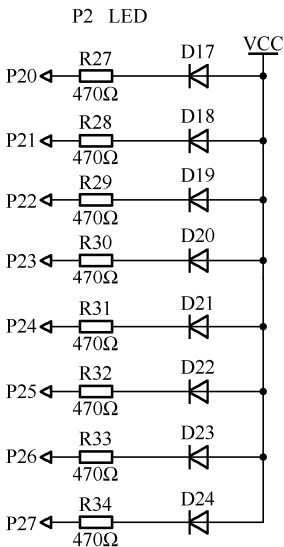 P2 LED
VCC
P20 R27 470Ω D17
P21 R28 470Ω D18
P22 R29 470Ω D19
P23 R30 470Ω D20
P24 R31 470Ω D21
P25 R32 470Ω D22
P26 R33 470Ω D23
P27 R34 470Ω D24